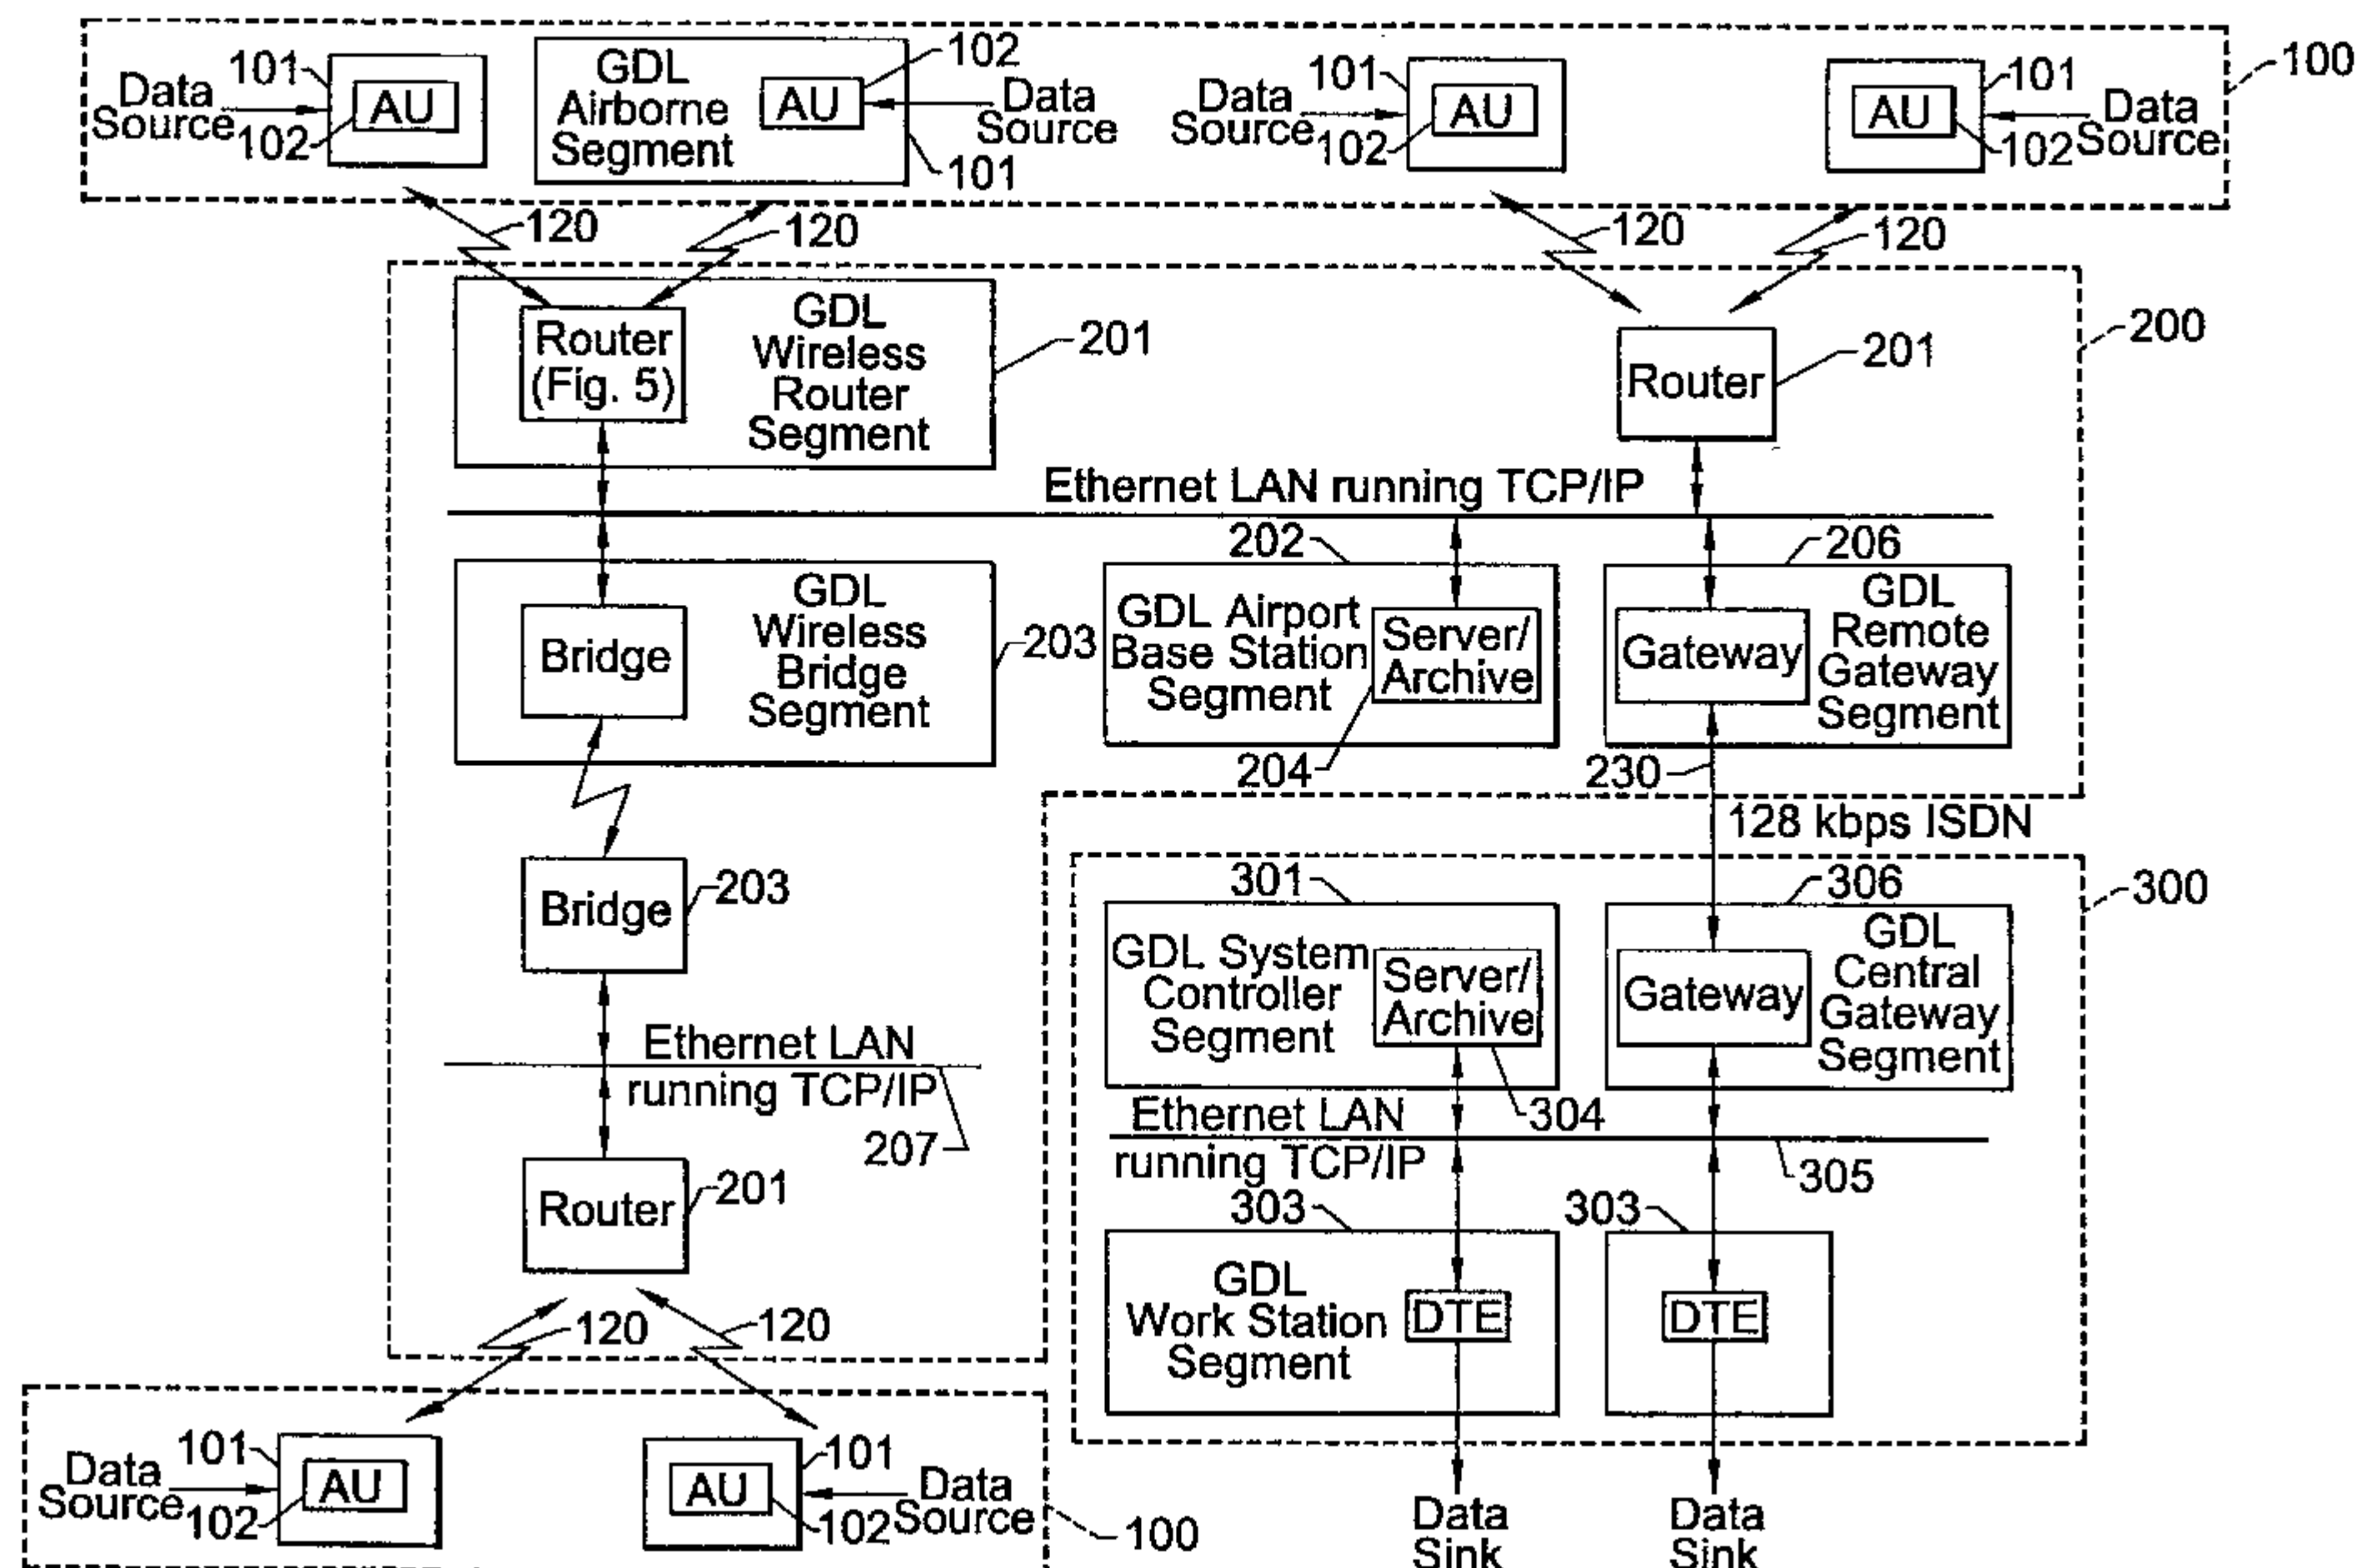 Data
Source
101
102
AU
GDL
Airborne
Segment
AU
102
Data
Source
101
Data
Source
101
102
AU
AU
101
102
Data
Source
100
120
120
120
120
Router
(Fig. 5)
GDL
Wireless
Router
Segment
201
Router
201
200
Ethernet LAN running TCP/IP
Bridge
GDL
Wireless
Bridge
Segment
203
202
GDL Airport
Base Station
Segment
Server/
Archive
204
206
Gateway
GDL
Remote
Gateway
Segment
230
128 kbps ISDN
Bridge
203
Ethernet LAN
running TCP/IP
207
Router
201
301
GDL System
Controller
Segment
Server/
Archive
304
306
Gateway
GDL
Central
Gateway
Segment
300
Ethernet LAN
running TCP/IP
305
303
GDL
Work Station
Segment
DTE
303
DTE
120
120
Data
Source
101
102
AU
AU
101
102
Data
Source
100
Data
Sink
Data
Sink